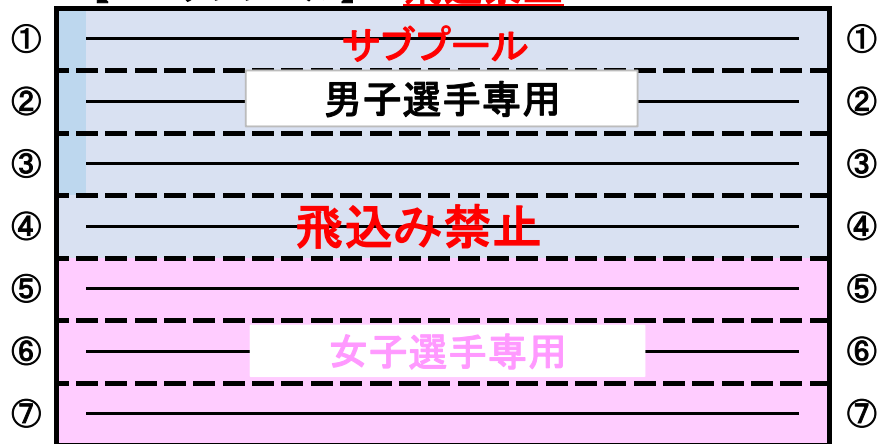 ① サブプール ①
② 男子選手専用 ②
③ ③
④ 飛込み禁止 ④
⑤ ⑤
⑥ 女子選手専用 ⑥
⑦ ⑦